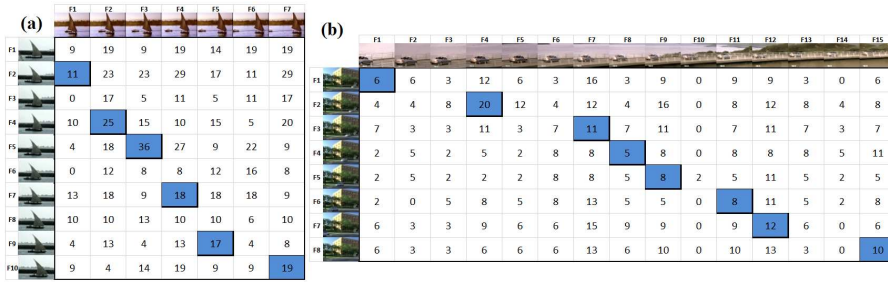 (a)
F1 F2 F3 F4 F5 F6 F7
F1 9 19 9 19 14 19 19
F2 11 23 23 29 17 11 29
F3 0 17 5 11 5 11 17
F4 10 25 15 10 15 5 20
F5 4 18 36 27 9 22 9
F6 0 12 8 8 12 16 8
F7 13 18 9 18 18 18 9
F8 10 10 13 10 10 6 10
F9 4 13 4 13 17 4 8
F10 9 4 14 19 9 9 19
(b)
F1 F2 F3 F4 F5 F6 F7 F8 F9 F10 F11 F12 F13 F14 F15
F1 6 6 3 12 6 3 16 3 9 0 9 9 3 0 6
F2 4 4 8 20 12 4 12 4 16 0 8 12 8 4 8
F3 7 3 3 11 3 7 11 7 11 0 7 11 7 3 7
F4 2 5 2 5 2 8 8 5 8 0 8 8 8 5 11
F5 2 5 2 2 2 8 8 5 8 2 5 11 5 2 5
F6 2 0 5 8 5 8 13 5 5 0 8 11 5 2 8
F7 6 3 3 9 6 6 15 9 9 0 9 12 6 0 6
F8 6 3 3 6 6 6 13 6 10 0 10 13 3 0 10